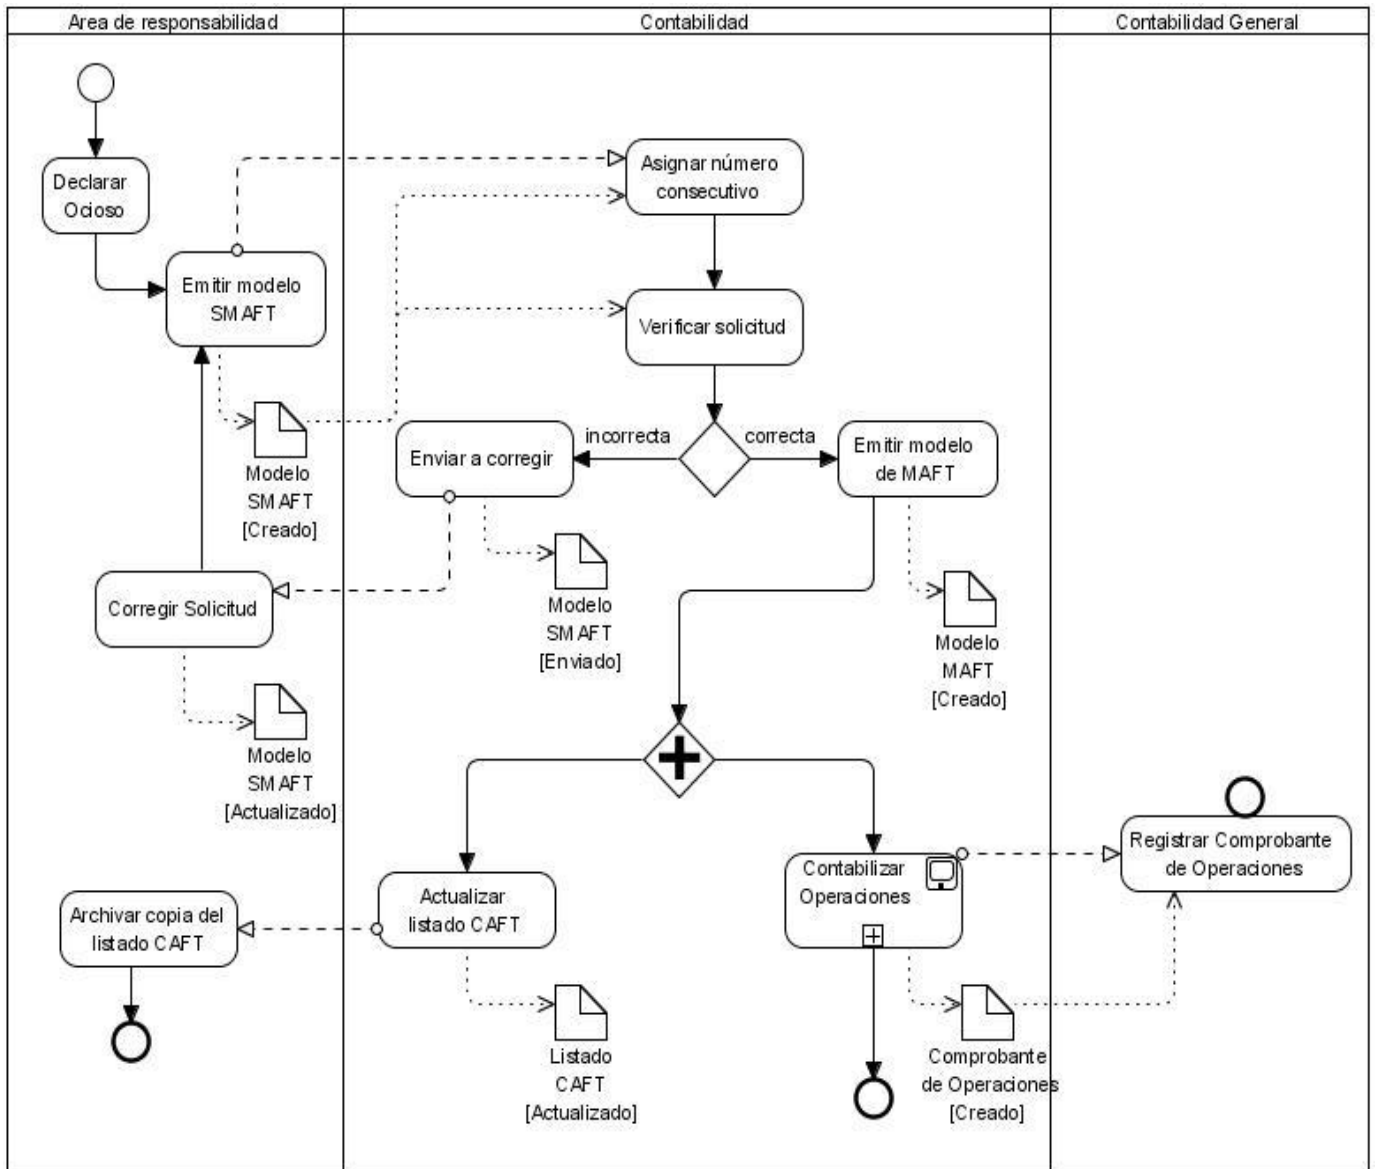 Area de responsabilidad
Contabilidad
Contabilidad General
Declarar
Ocioso
Emitir modelo
SMAFT
Asignar número
consecutivo
Verificar solicitud
incorrecta
correcta
Enviar a corregir
Emitir modelo
de MAFT
Modelo
SMAFT
[Creado]
Corregir Solicitud
Modelo
SMAFT
[Enviado]
Modelo
MAFT
[Creado]
Modelo
SMAFT
[Actualizado]
Registrar Comprobante
de Operaciones
Contabilizar
Operaciones
Actualizar
listado CAFT
Archivar copia del
listado CAFT
Listado
CAFT
[Actualizado]
Comprobante
de Operaciones
[Creado]